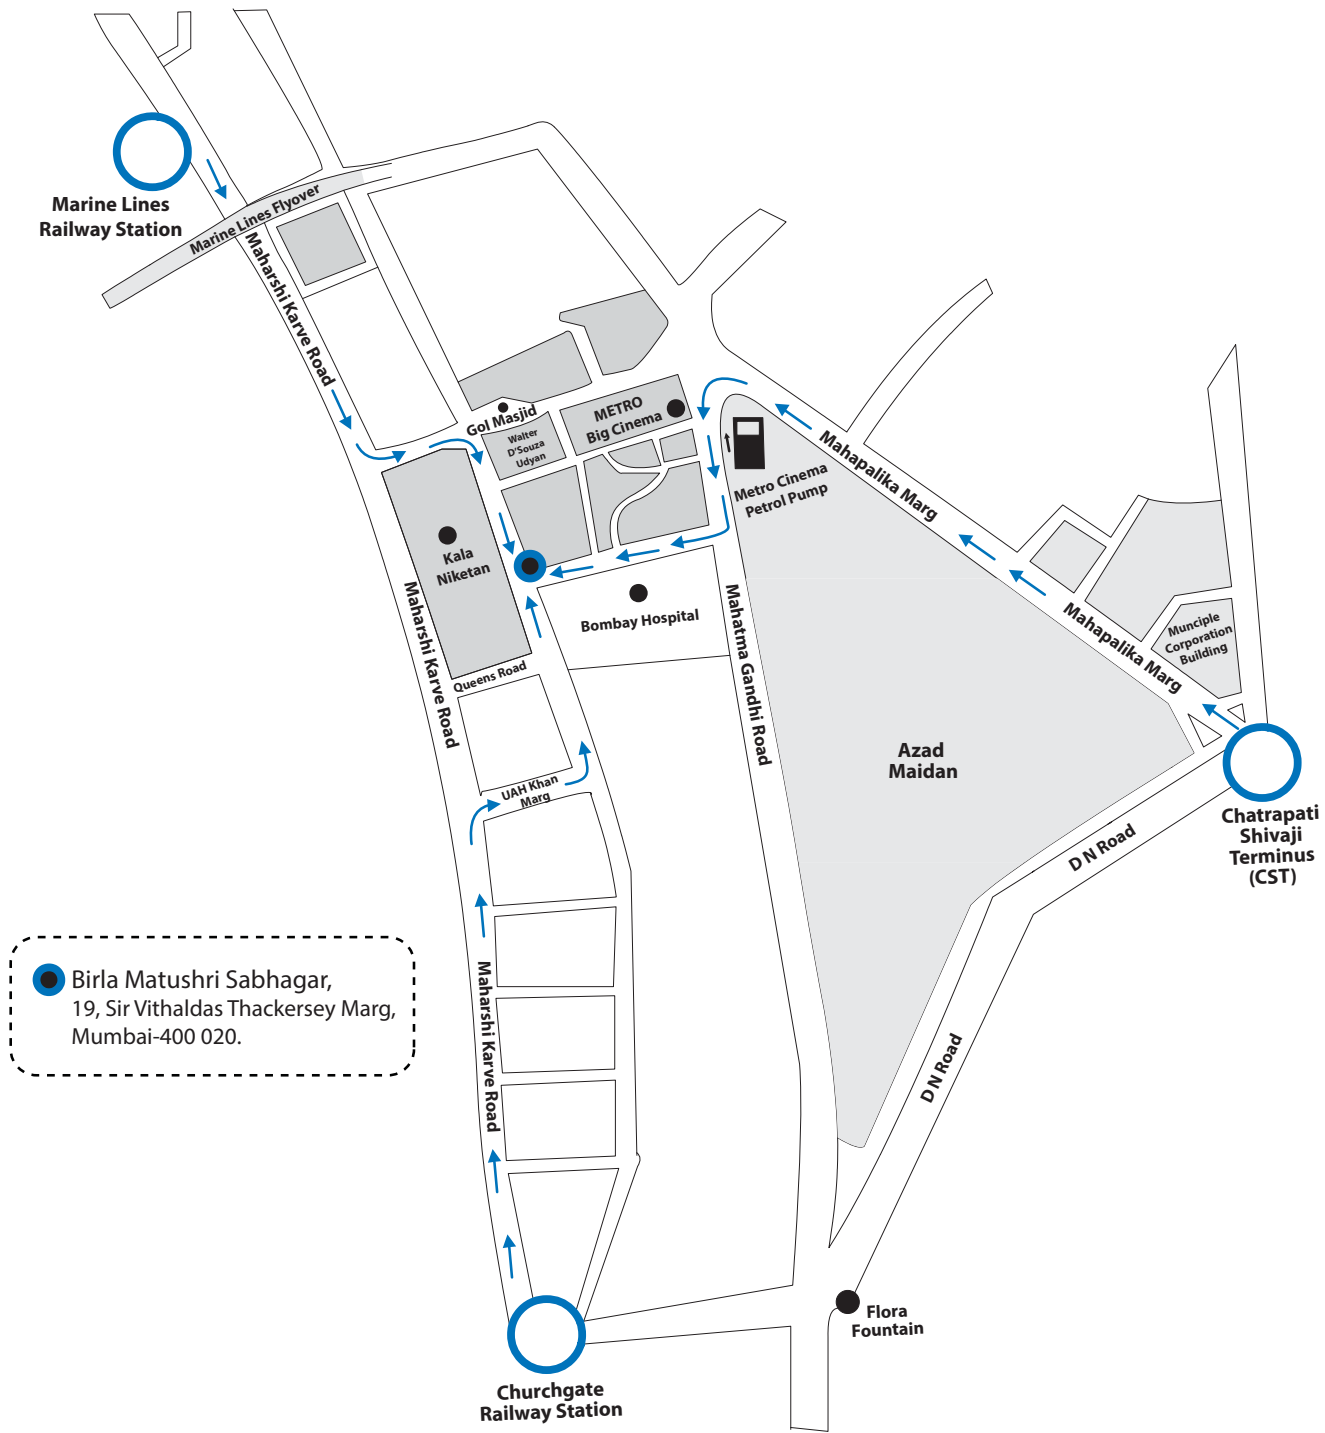 Marine Lines
Railway Station
Marine Lines Flyover
Maharshi Karve Road
Gol Masjid
Walter
D'Souza
Udyan
METRO
Big Cinema
Metro Cinema
Petrol Pump
Mahapalika Marg
Kala
Niketan
Bombay Hospital
Maharshi Karve Road
Queens Road
Mahatma Gandhi Road
Mahapalika Marg
Munciple
Corporation
Building
Azad
Maidan
UAH Khan
Marg
Chatrapati
Shivaji
Terminus
(CST)
D N Road
Birla Matushri Sabhagar,
19, Sir Vithaldas Thackersey Marg,
Mumbai-400 020.
Maharshi Karve Road
D N Road
Flora
Fountain
Churchgate
Railway Station